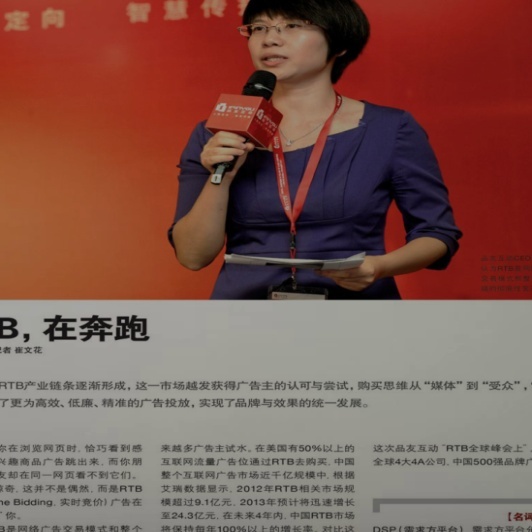 定向 智慧传
B，在奔跑
者 崔文花
RTB产业链条逐渐形成，这一市场越发获得广告主的认可与尝试，购买思维从“媒体”到“受众”，
了更为高效、低廉、精准的广告投放，实现了品牌与效果的统一发展。
你在浏览网页时，恰巧看到感
兴趣商品广告跳出来，而你朋
友却在同一网页看不到它们。
惊奇，这并不是偶然，而是RTB
me Bidding，实时竞价）广告在
“你。
B是网络广告交易模式和整个
来越多广告主试水。在美国有50%以上的
互联网流量广告位通过RTB去购买，中国
整个互联网广告市场近千亿规模中，根据
艾瑞数据显示，2012年RTB相关市场规
模超过9.1亿元，2013年预计将迅速增长
至24.3亿元，在未来4年内，中国RTB市场
将保持每年100%以上的增长率。对比这
这次品友互动“RTB全球峰会上”，
全球4大4A公司，中国500强品牌广
【名
DSP（需求方平台） 需求方平台